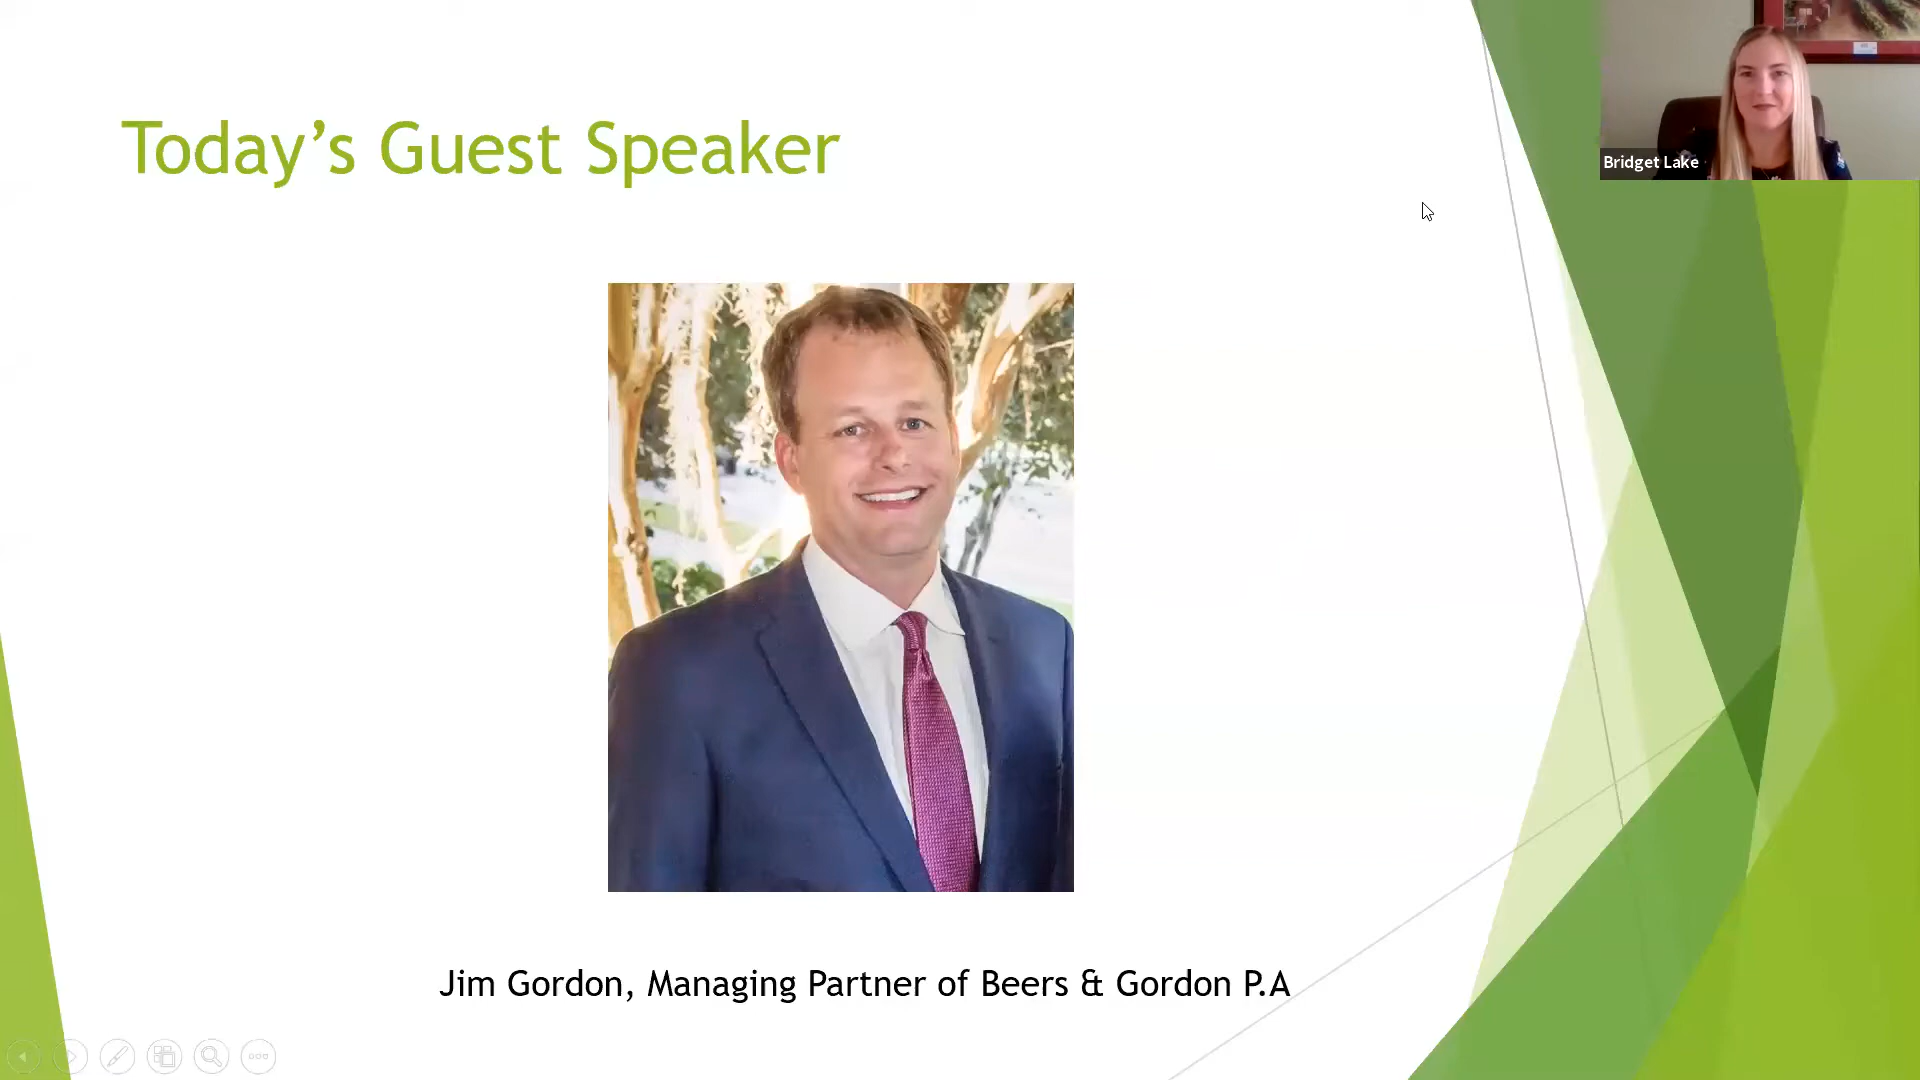 Today’s Guest Speaker
Bridget Lake
Jim Gordon, Managing Partner of Beers & Gordon P.A